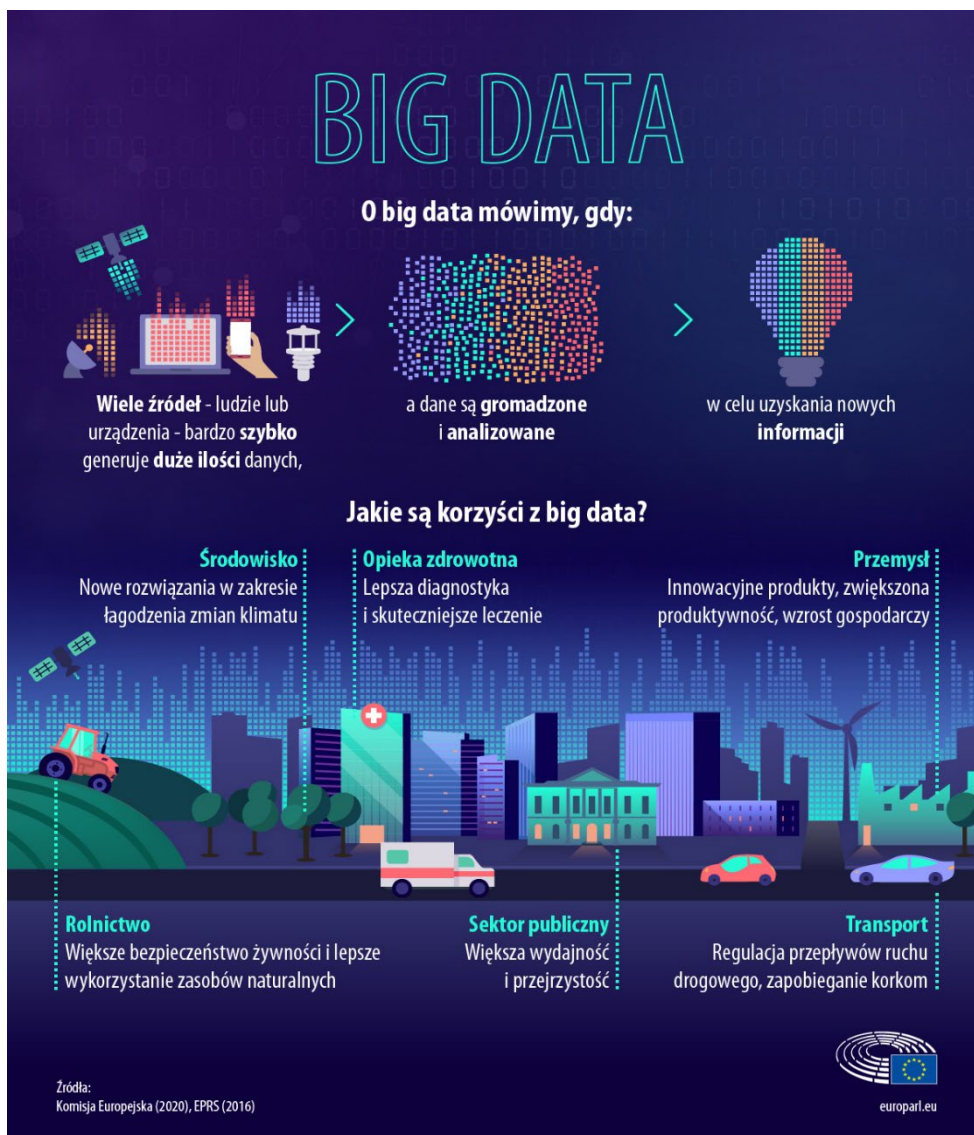 BIG DATA
O big data mówimy, gdy:
Wiele źródeł - ludzie lub
urządzenia - bardzo szybko
generuje duże ilości danych,
a dane są gromadzone
i analizowane
w celu uzyskania nowych
informacji
Jakie są korzyści z big data?
Środowisko
Nowe rozwiązania w zakresie
łagodzenia zmian klimatu
Opieka zdrowotna
Lepsza diagnostyka
i skuteczniejsze leczenie
Przemysł
Innowacyjne produkty, zwiększona
produktywność, wzrost gospodarczy
Rolnictwo
Większe bezpieczeństwo żywności i lepsze
wykorzystanie zasobów naturalnych
Sektor publiczny
Większa wydajność
i przejrzystość
Transport
Regulacja przepływów ruchu
drogowego, zapobieganie korkom
Źródła:
Komisja Europejska (2020), EPRS (2016)
europarl.eu